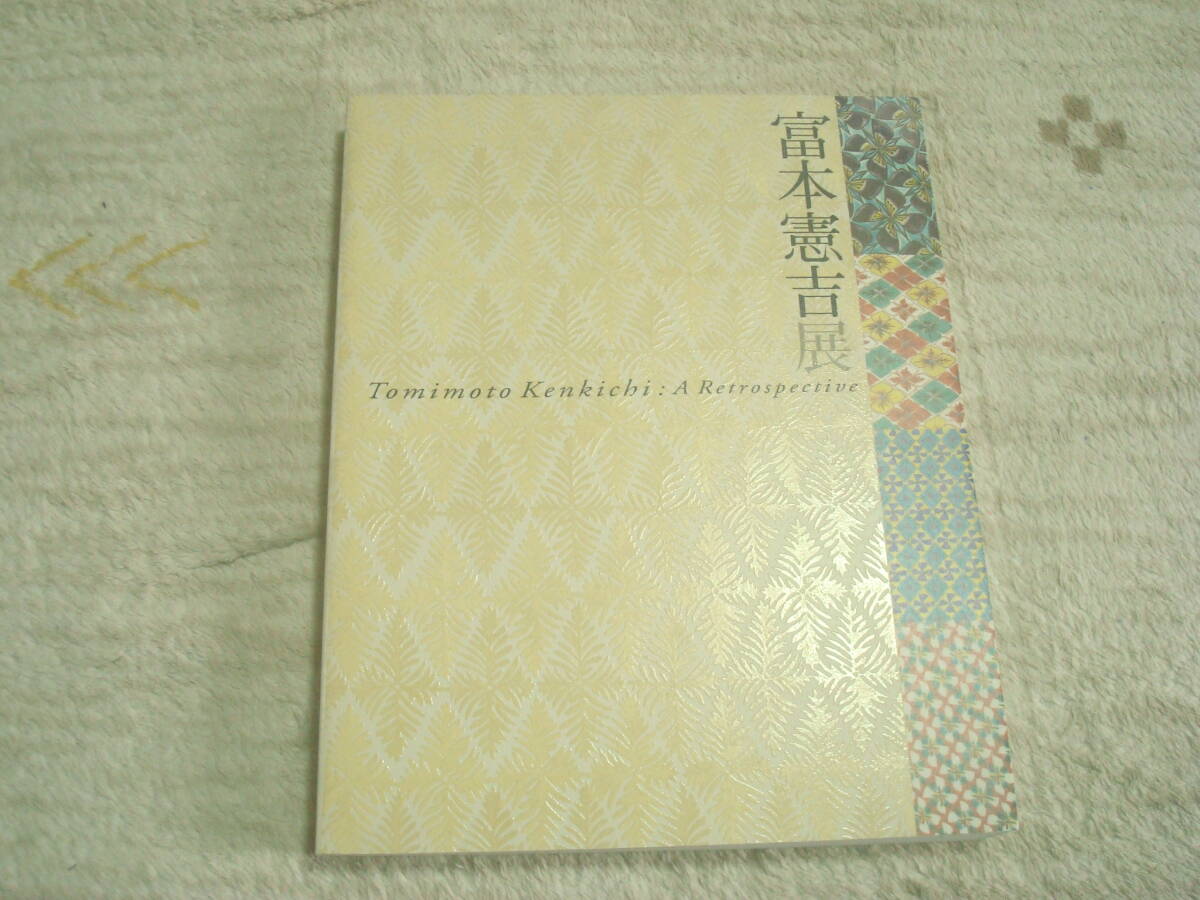 富本憲吉展
Tomimoto Kenkichi : A Retrospective